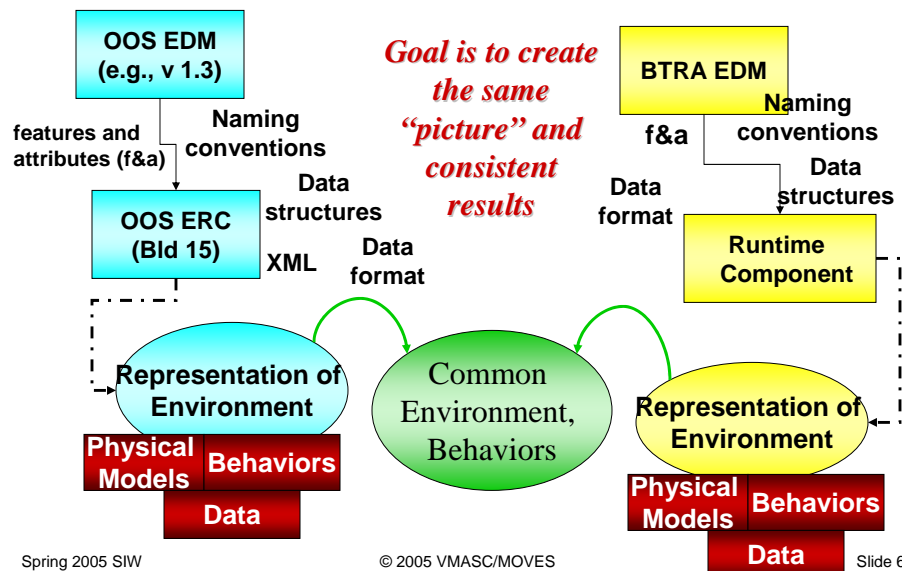 OOS EDM
(e.g., v 1.3)
features and
attributes (f&a)
Naming
conventions
OOS ERC
(Bld 15)
Data
structures
XML
Data
format
Representation of
Environment
Physical
Models
Behaviors
Data
Goal is to create
the same
“picture” and
consistent
results
Common
Environment,
Behaviors
BTRA EDM
f&a
Naming
conventions
Data
format
Data
structures
Runtime
Component
Representation of
Environment
Physical
Models
Behaviors
Data
Spring 2005 SIW
© 2005 VMASC/MOVES
Slide 6